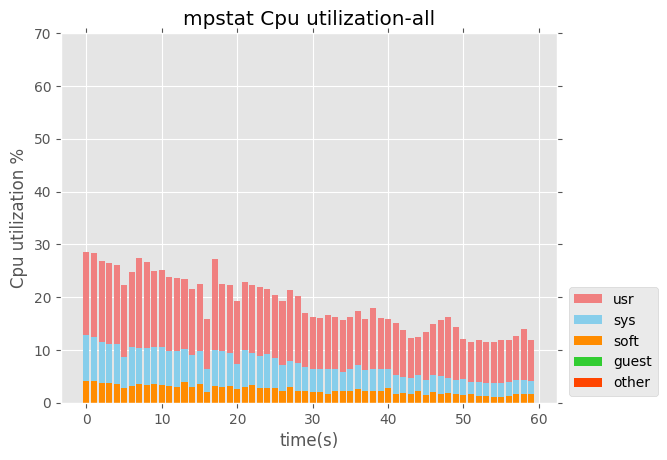 mpstat Cpu utilization-all
70
60
50
40
30
20
10
0
Cpu utilization %
0 10 20 30 40 50 60
time(s)
usr
sys
soft
guest
other